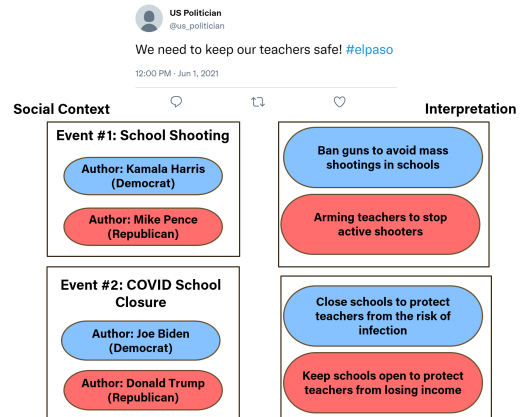 US Politician
@us_politician
We need to keep our teachers safe! #elpaso
12:00 PM · Jun 1, 2021
Social Context
Interpretation
Event #1: School Shooting
Author: Kamala Harris
(Democrat)
Author: Mike Pence
(Republican)
Ban guns to avoid mass
shootings in schools
Arming teachers to stop
active shooters
Event #2: COVID School
Closure
Author: Joe Biden
(Democrat)
Author: Donald Trump
(Republican)
Close schools to protect
teachers from the risk of
infection
Keep schools open to protect
teachers from losing income